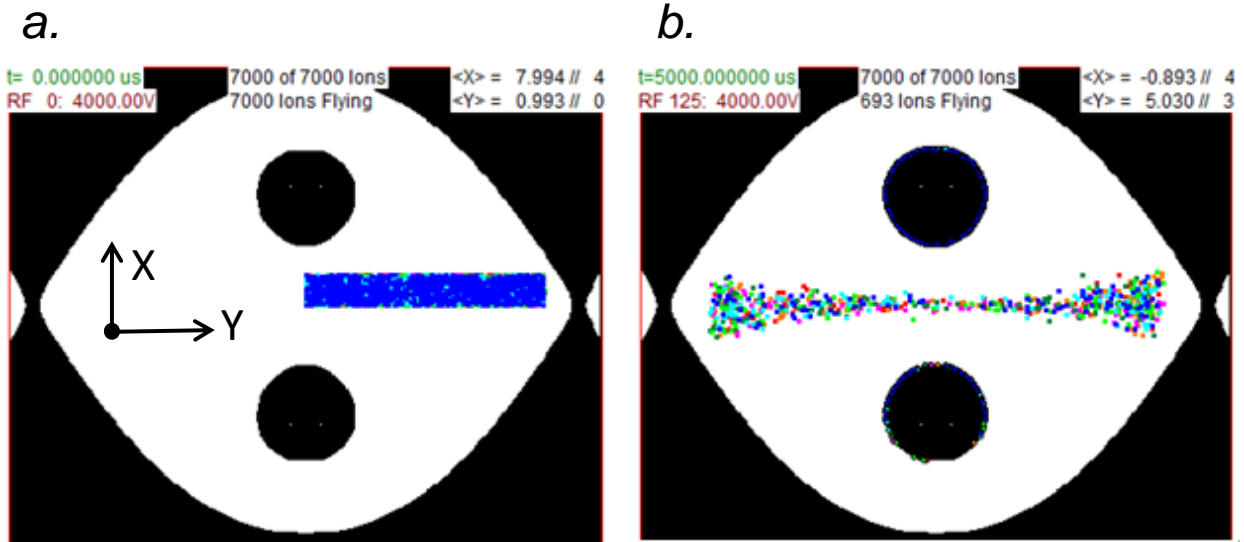 a.
t= 0.000000 us
RF 0: 4000.00V
7000 of 7000 Ions
7000 Ions Flying
<X> = 7.994 // 4
<Y> = 0.993 // 0
X
Y
b.
t=5000.000000 us
RF 125: 4000.00V
7000 of 7000 Ions
693 Ions Flying
<X> = -0.893 // 4
<Y> = 5.030 // 3